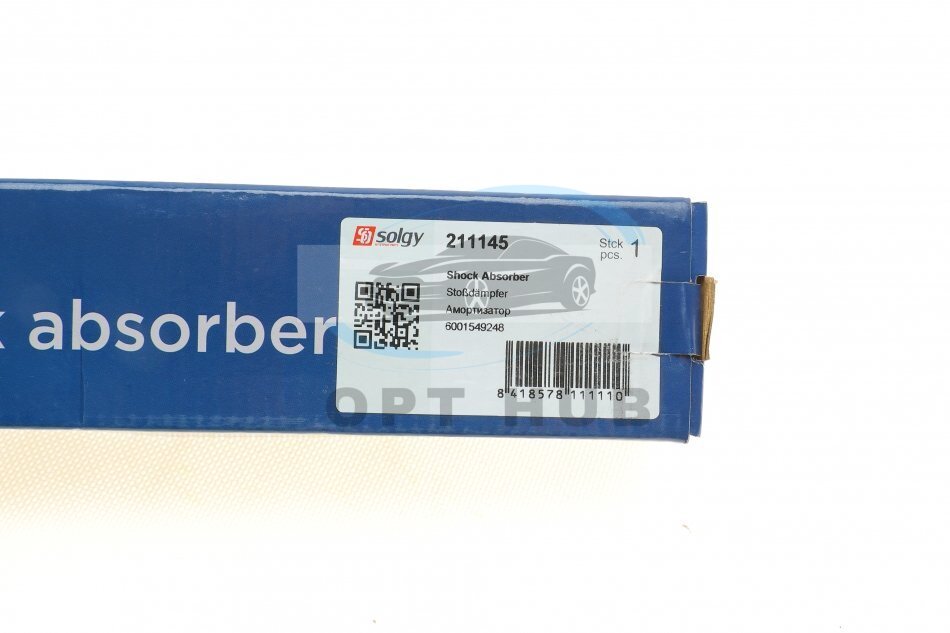 solgy
211145
Stck
pcs. 1
Shock Absorber
Stoßdämpfer
Амортизатор
6001549248
8 418578 111110
k absorber
OPT HUB